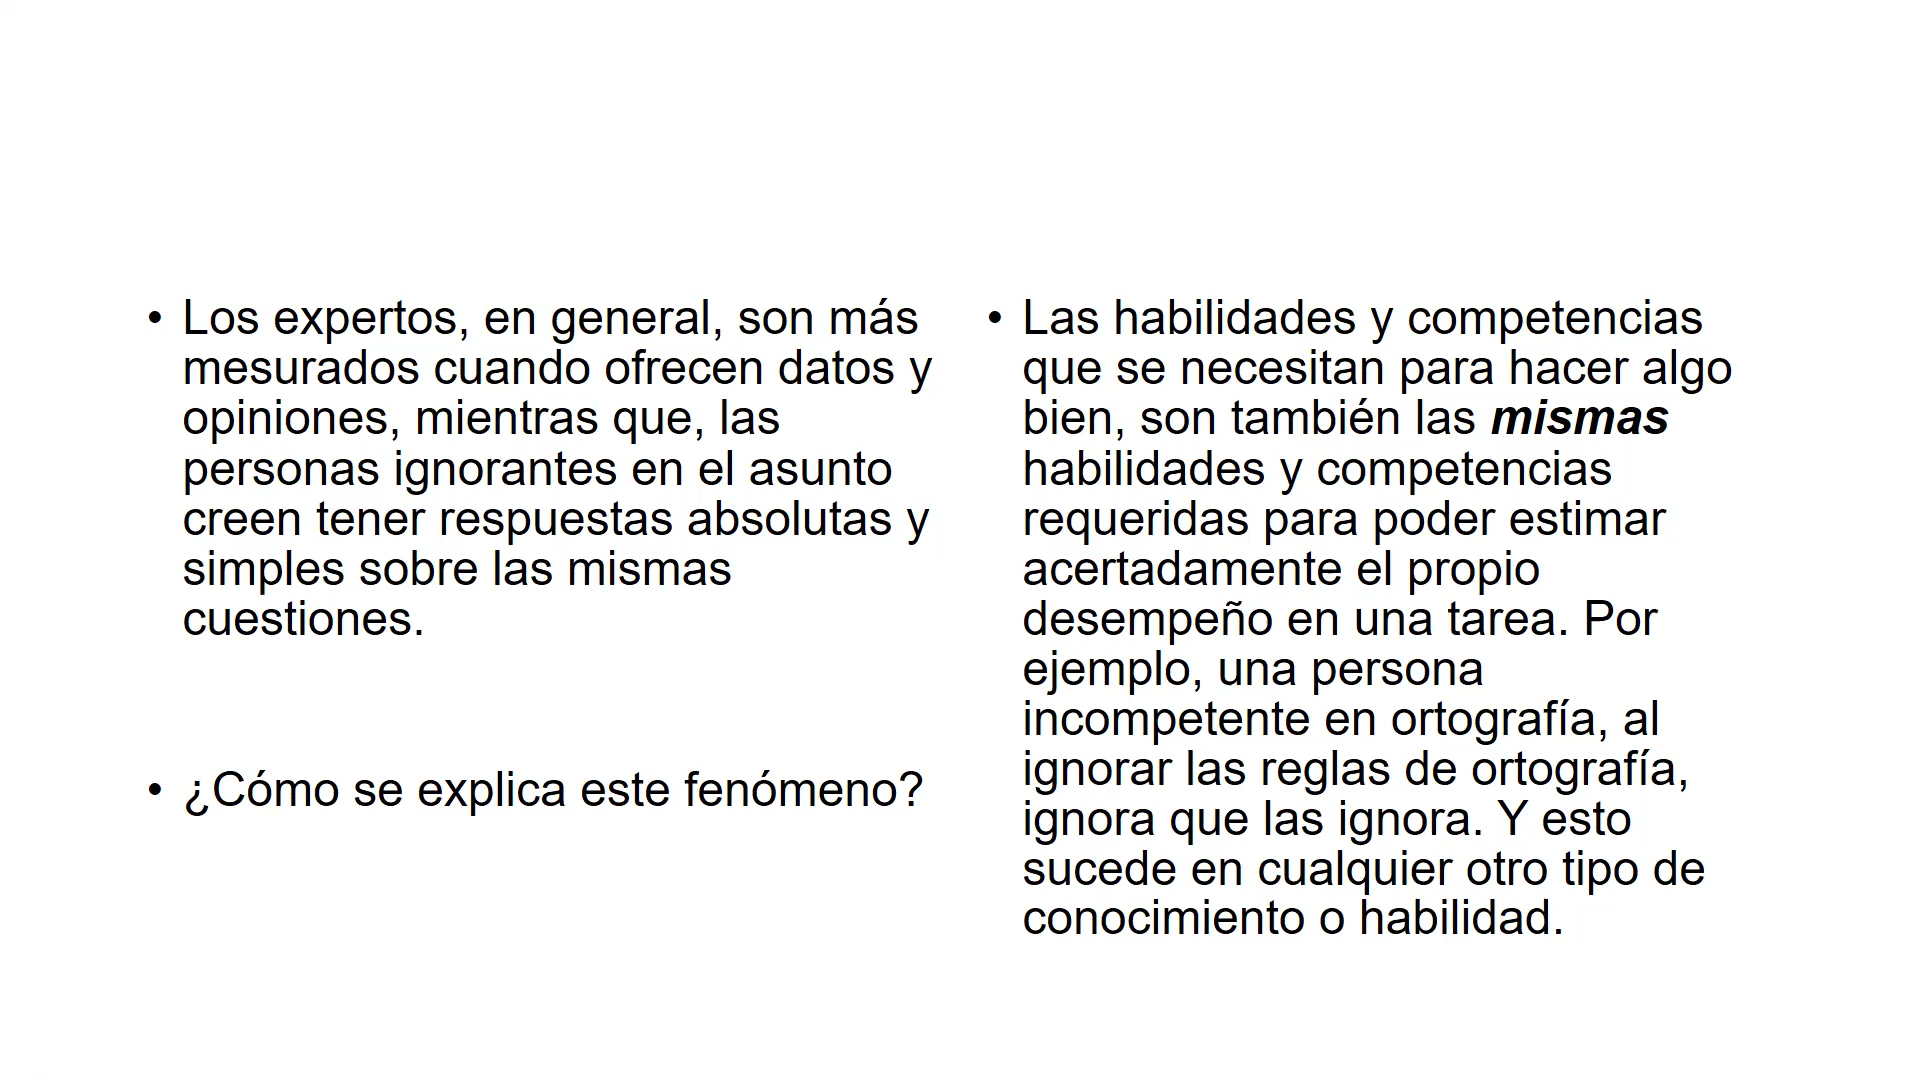 • Los expertos, en general, son más
mesurados cuando ofrecen datos y
opiniones, mientras que, las
personas ignorantes en el asunto
creen tener respuestas absolutas y
simples sobre las mismas
cuestiones.
• ¿Cómo se explica este fenómeno?
• Las habilidades y competencias
que se necesitan para hacer algo
bien, son también las mismas
habilidades y competencias
requeridas para poder estimar
acertadamente el propio
desempeño en una tarea. Por
ejemplo, una persona
incompetente en ortografía, al
ignorar las reglas de ortografía,
ignora que las ignora. Y esto
sucede en cualquier otro tipo de
conocimiento o habilidad.